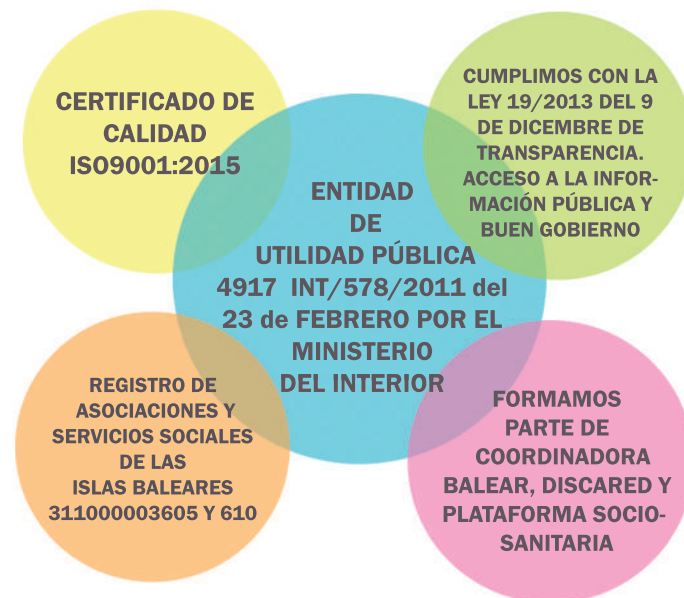 CERTIFICADO DE
CALIDAD
ISO9001:2015
CUMPLIMOS CON LA
LEY 19/2013 DEL 9
DE DICEMBRE DE
TRANSPARENCIA.
ACCESO A LA INFOR-
MACIÓN PÚBLICA Y
BUEN GOBIERNO
ENTIDAD
DE
UTILIDAD PÚBLICA
4917 INT/578/2011 del
23 de FEBRERO POR EL
MINISTERIO
DEL INTERIOR
REGISTRO DE
ASOCIACIONES Y
SERVICIOS SOCIALES
DE LAS
ISLAS BALEARES
311000003605 Y 610
FORMAMOS
PARTE DE
COORDINADORA
BALEAR, DISCARED Y
PLATAFORMA SOCIO-
SANITARIA